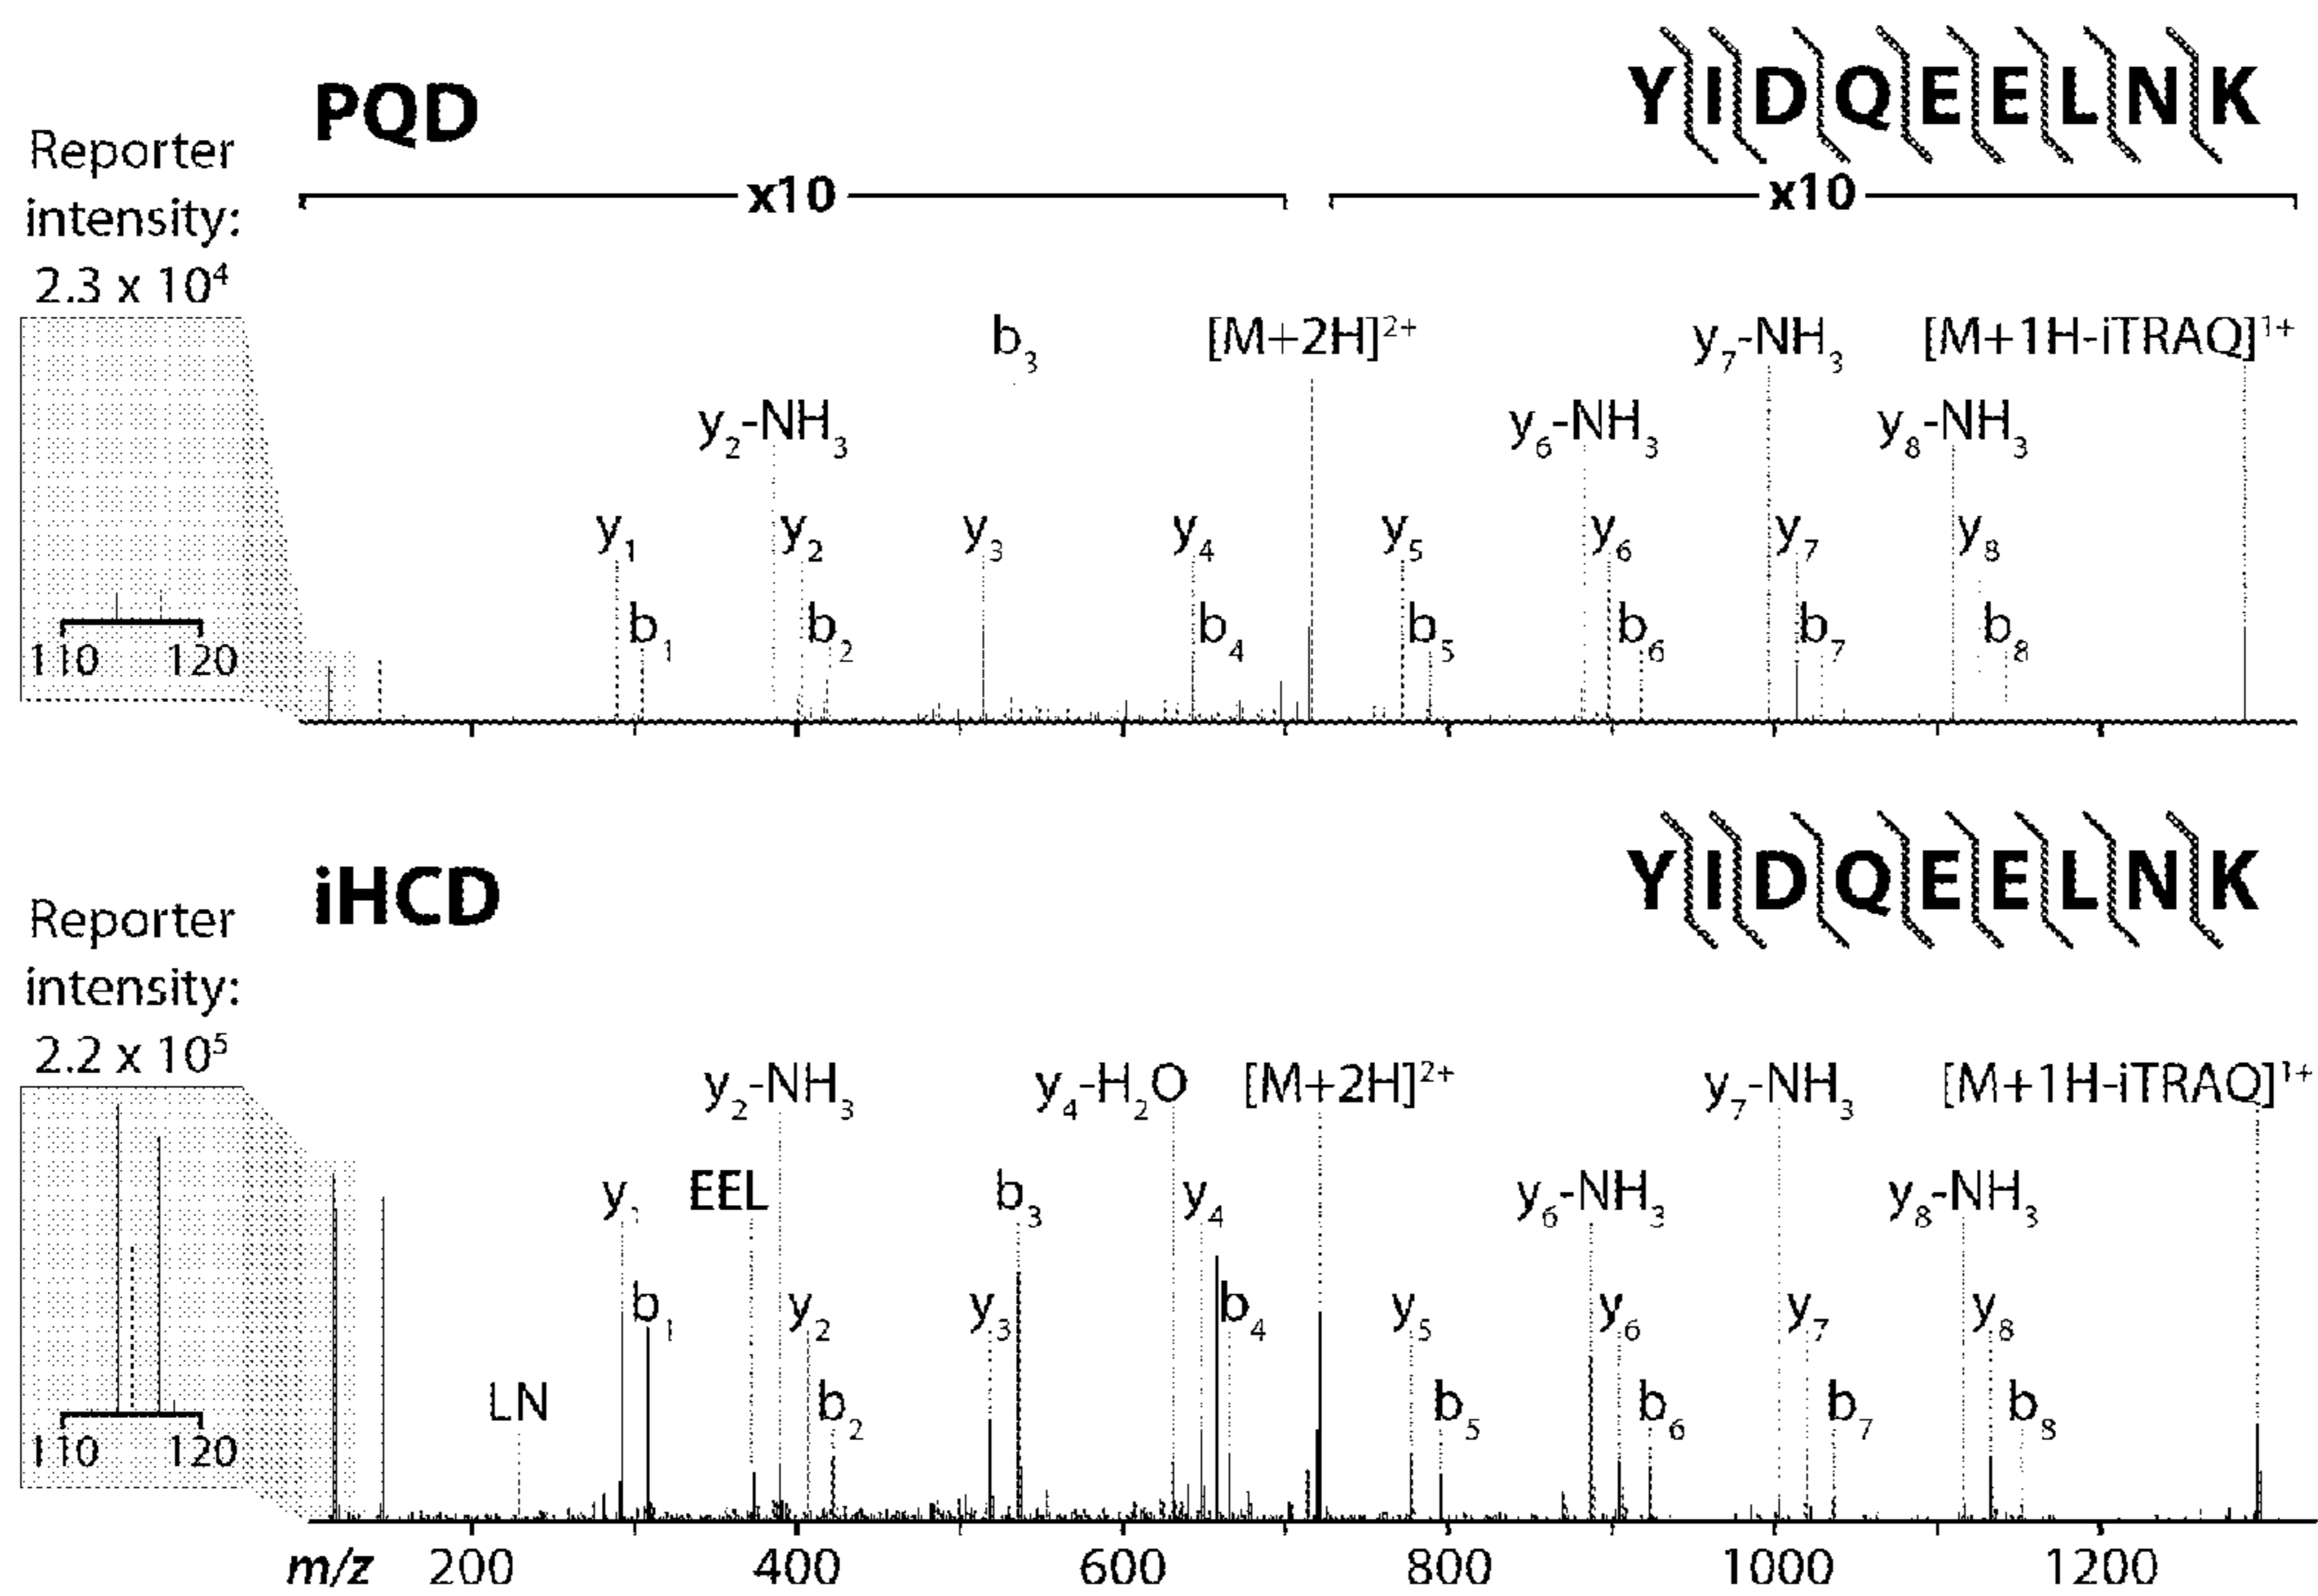 PQD
YIDQEELNK
Reporter
intensity:
2.3 x 10⁴
x10 x10
b₃ [M+2H]²⁺ y₇-NH₃ [M+1H-iTRAQ]¹⁺
y₂-NH₃ y₆-NH₃ y₈-NH₃
y₁ y₂ y₃ y₄ y₅ y₆ y₇ y₈
b₁ b₂ b₄ b₅ b₆ b₇ b₈
110 120
iHCD
YIDQEELNK
Reporter
intensity:
2.2 x 10⁵
y₂-NH₃ y₄-H₂O [M+2H]²⁺ y₇-NH₃ [M+1H-iTRAQ]¹⁺
y₁ EEL b₃ y₄ y₆-NH₃ y₈-NH₃
b₁ y₂ y₃ b₄ y₅ y₆ y₇ y₈
LN b₂ b₅ b₆ b₇ b₈
110 120
m/z 200 400 600 800 1000 1200